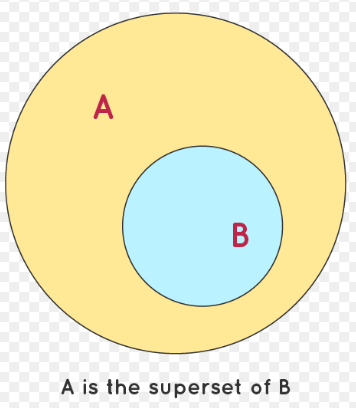 A
B
A is the superset of B